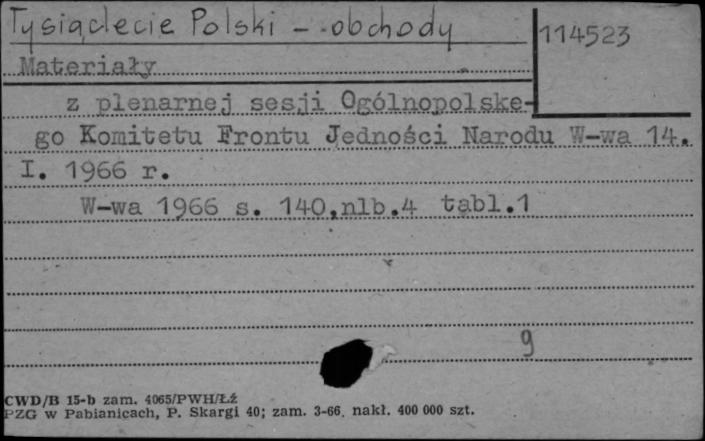 Tysiąclecie Polski - obchody
114523
Materiały
z plenarnej sesji Ogólnopolske-
go Komitetu Frontu Jedności Narodu W-wa 14.
I. 1966 r.
W-wa 1966 s. 140,nlb.4 tabl.1
9
CWD/B 15-b zam. 4065/PWH/Łź
PZG w Pabianicach, P. Skargi 40; zam. 3-66. nakł. 400 000 szt.